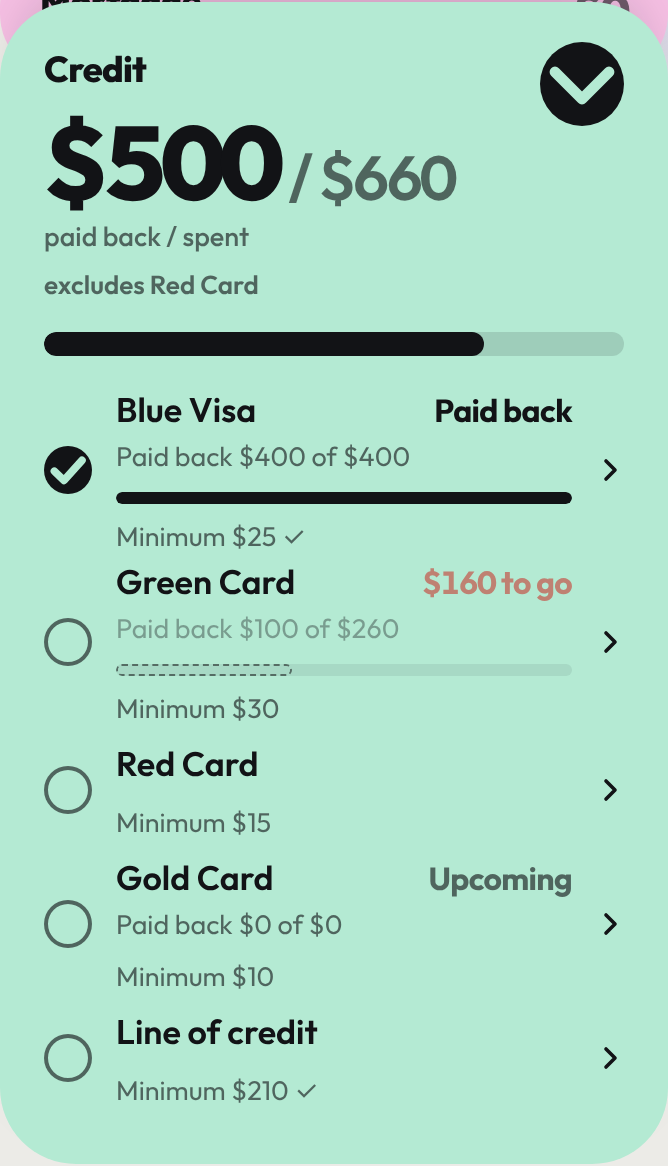 Credit
$500 / $660
paid back / spent
excludes Red Card
Blue Visa Paid back
Paid back $400 of $400
Minimum $25 ✓
Green Card $160 to go
Paid back $100 of $260
Minimum $30
Red Card
Minimum $15
Gold Card Upcoming
Paid back $0 of $0
Minimum $10
Line of credit
Minimum $210 ✓